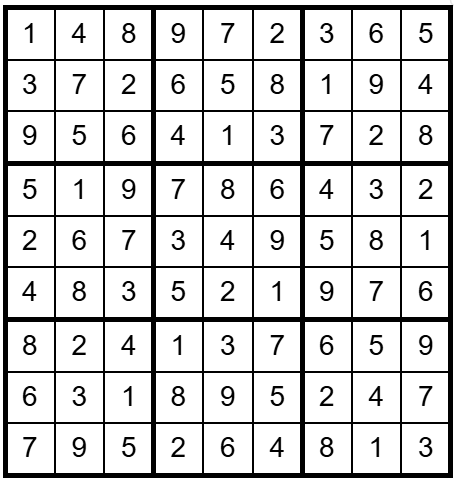 1 4 8 9 7 2 3 6 5
3 7 2 6 5 8 1 9 4
9 5 6 4 1 3 7 2 8
5 1 9 7 8 6 4 3 2
2 6 7 3 4 9 5 8 1
4 8 3 5 2 1 9 7 6
8 2 4 1 3 7 6 5 9
6 3 1 8 9 5 2 4 7
7 9 5 2 6 4 8 1 3